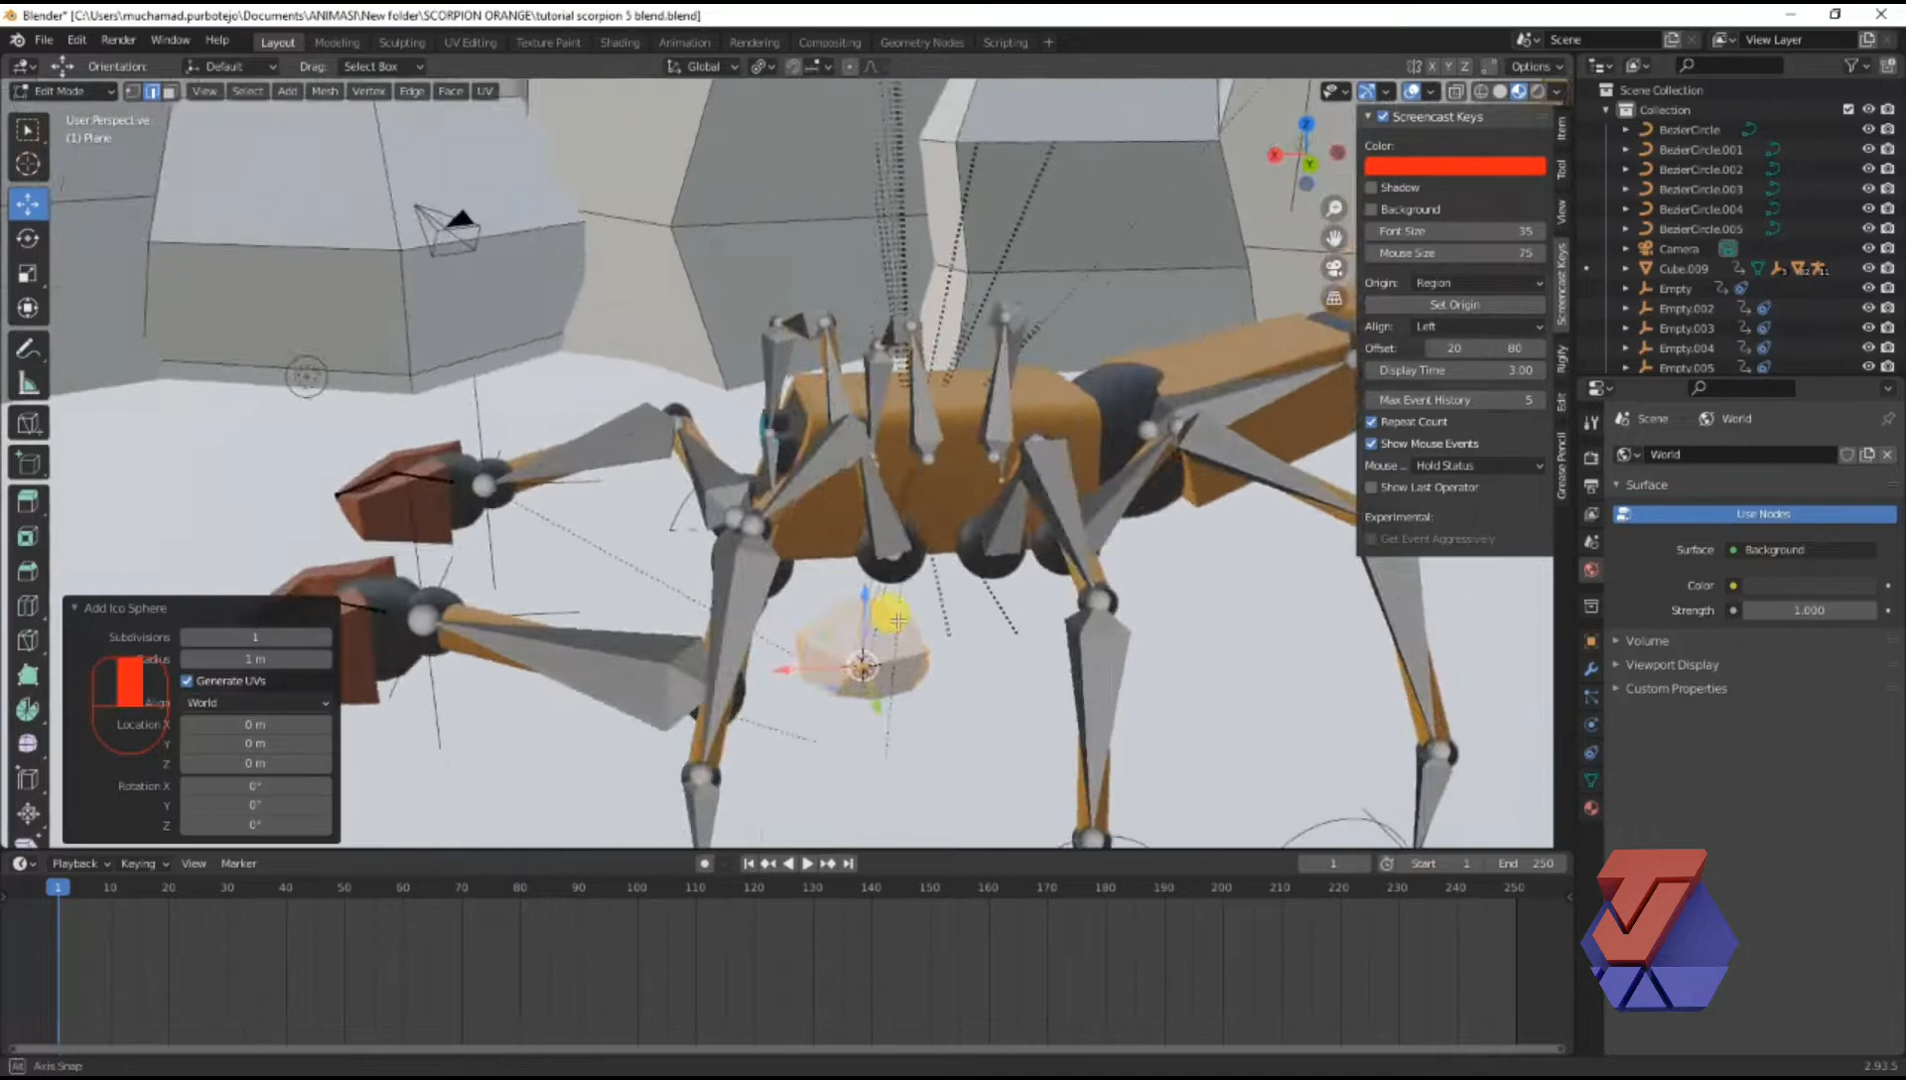 Blender* [C:\Users\muchamad.purbotejo\Documents\ANIMASI\New folder\SCORPION ORANGE\tutorial scorpion 5 blend.blend]
File Edit Render Window Help Layout Modeling Sculpting UV Editing Texture Paint Shading Animation Rendering Compositing Geometry Nodes Scripting + Scene View Layer
Orientation: Default Drag: Select Box Global X Y Z Options
Edit Mode View Select Add Mesh Vertex Edge Face UV
User Perspective
(1) Plane
Z
X
Y
Screencast Keys
Color:
Shadow
Background
Font Size 35
Mouse Size 75
Origin: Region
Set Origin
Align: Left
Offset: 20 80
Display Time 3.00
Max Event History 5
Repeat Count
Show Mouse Events
Mouse ... Hold Status
Show Last Operator
Experimental:
Get Event Aggressively
Item
Tool
View
Screencast Keys
Rigify
Edit
Grease Pencil
Scene Collection
Collection
BezierCircle
BezierCircle.001
BezierCircle.002
BezierCircle.003
BezierCircle.004
BezierCircle.005
Camera
Cube.009
Empty
Empty.002
Empty.003
Empty.004
Empty.005
Scene World
World
Surface
Use Nodes
Surface Background
Color
Strength 1.000
Volume
Viewport Display
Custom Properties
Add Ico Sphere
Subdivisions 1
Radius 1 m
Generate UVs
Align World
Location X 0 m
Y 0 m
Z 0 m
Rotation X 0°
Y 0°
Z 0°
Playback Keying View Marker 1 Start 1 End 250
1 10 20 30 40 50 60 70 80 90 100 110 120 130 140 150 160 170 180 190 200 210 220 230 240 250
Axis Snap
2.93.5